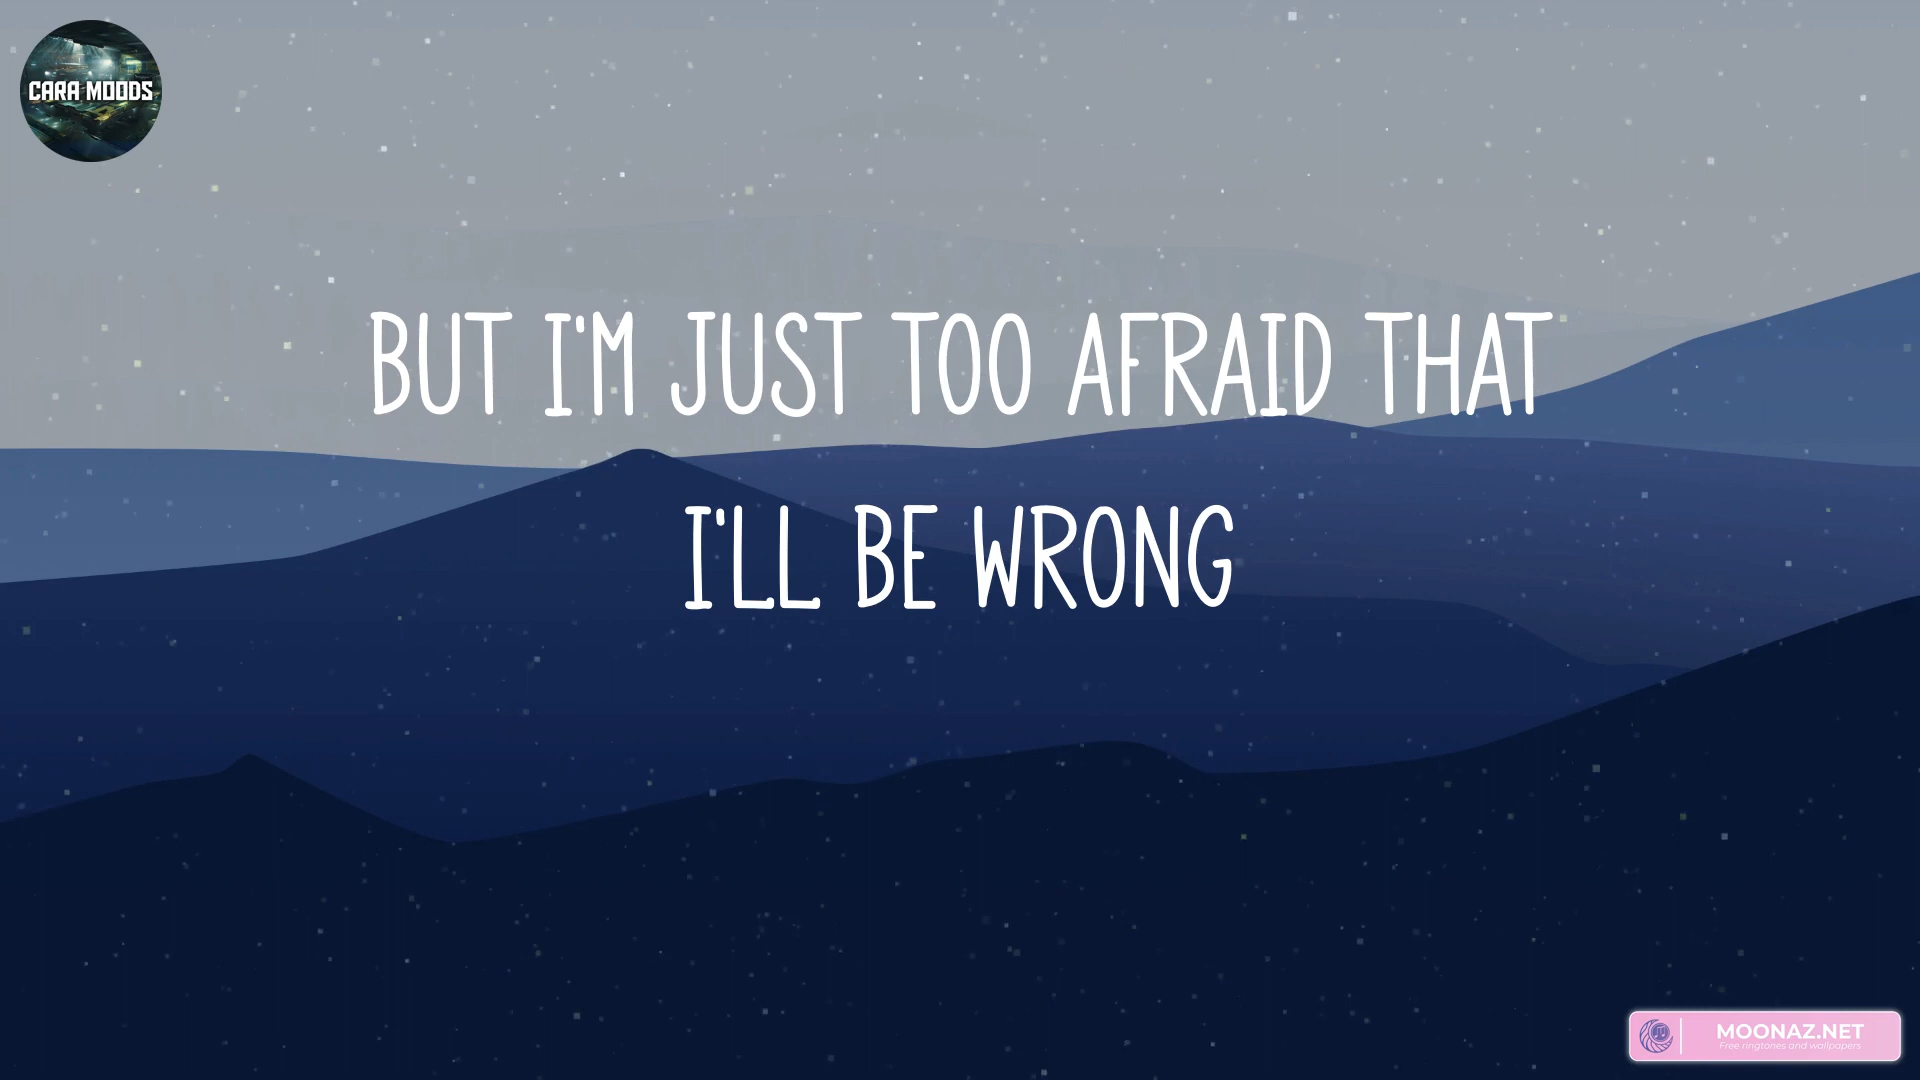 CARA MOODS
BUT I'M JUST TOO AFRAID THAT
I'LL BE WRONG
MOONAZ.NET
Free ringtones and wallpapers